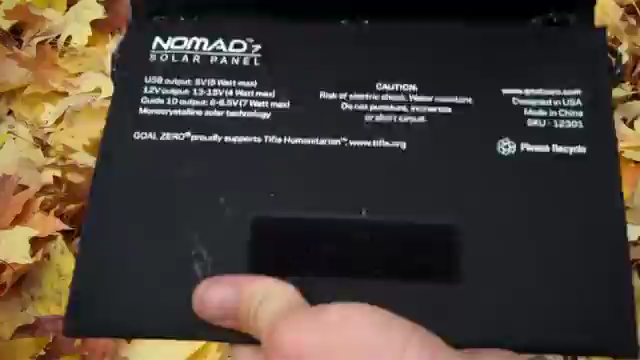 NOMAD™ 7
SOLAR PANEL
USB output: 5V(5 Watt max)
12V output: 13-15V(4 Watt max)
Guide 10 output: 6-6.5V(7 Watt max)
Monocrystalline solar technology
GOAL ZERO® proudly supports Tifie Humanitarian™, www.tifie.org
CAUTION:
Risk of electric shock. Water resistant.
Do not puncture, incinerate
or short circuit.
www.goalzero.com
Designed in USA
Made in China
SKU - 12301
Please Recycle